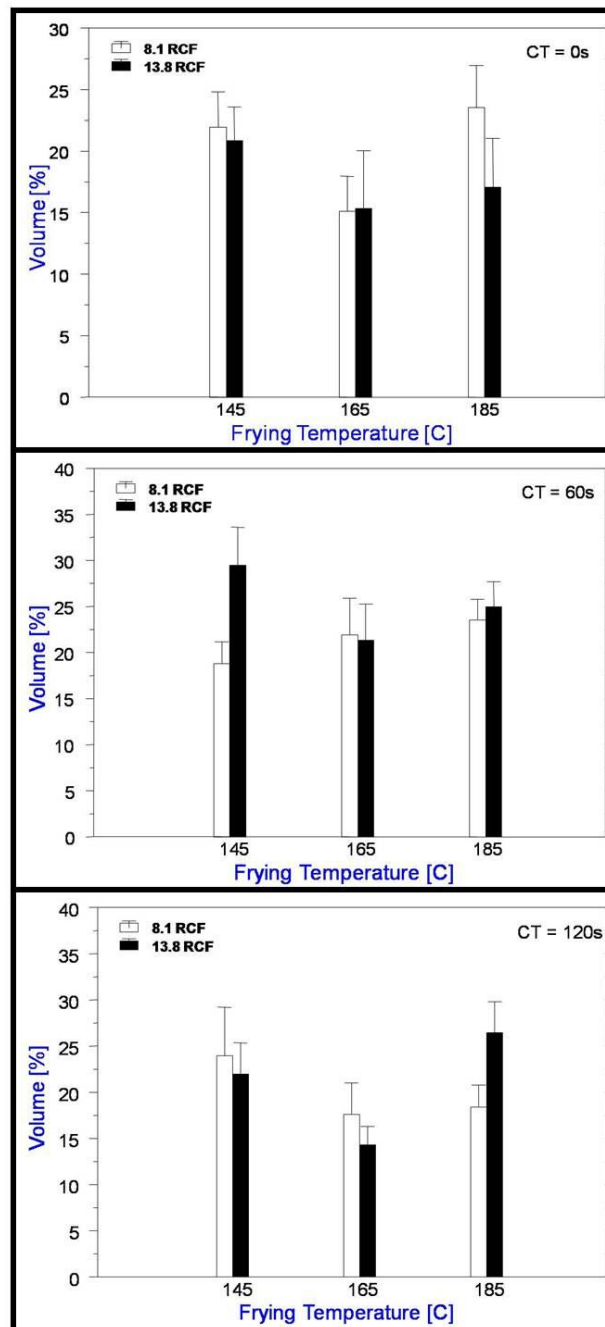 30
25
20
15
10
5
0
Volume [%]
8.1 RCF
13.8 RCF
CT = 0s
145 165 185
Frying Temperature [C]
40
35
30
25
20
15
10
5
0
Volume [%]
8.1 RCF
13.8 RCF
CT = 60s
145 165 185
Frying Temperature [C]
40
35
30
25
20
15
10
5
0
Volume [%]
8.1 RCF
13.8 RCF
CT = 120s
145 165 185
Frying Temperature [C]